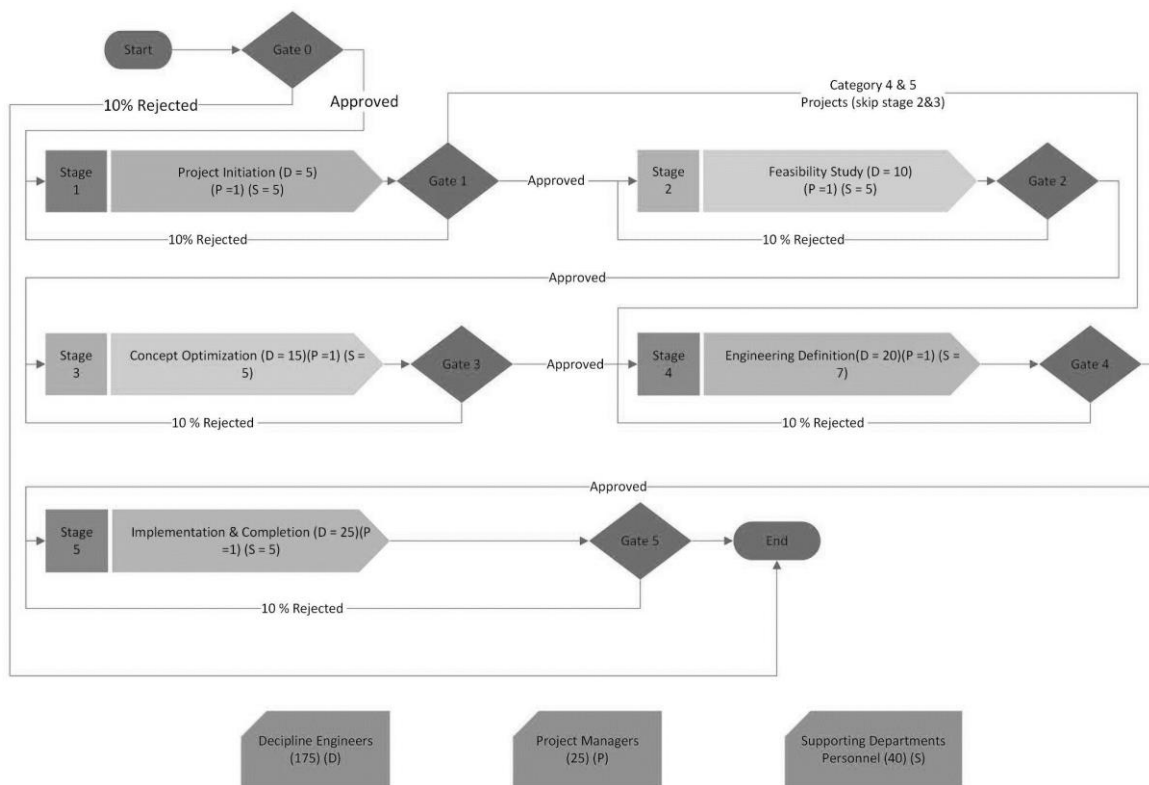 Start
Gate 0
10% Rejected
Approved
Category 4 & 5
Projects (skip stage 2&3)
Stage
1
Project Initiation (D = 5)
(P =1) (S = 5)
Gate 1
Approved
Stage
2
Feasibility Study (D = 10)
(P =1) (S = 5)
Gate 2
10% Rejected
10 % Rejected
Approved
Stage
3
Concept Optimization (D = 15)(P =1) (S =
5)
Gate 3
Approved
Stage
4
Engineering Definition(D = 20)(P =1) (S =
7)
Gate 4
10 % Rejected
10 % Rejected
Approved
Stage
5
Implementation & Completion (D = 25)(P
=1) (S = 5)
Gate 5
End
10 % Rejected
Decipline Engineers
(175) (D)
Project Managers
(25) (P)
Supporting Departments
Personnel (40) (S)